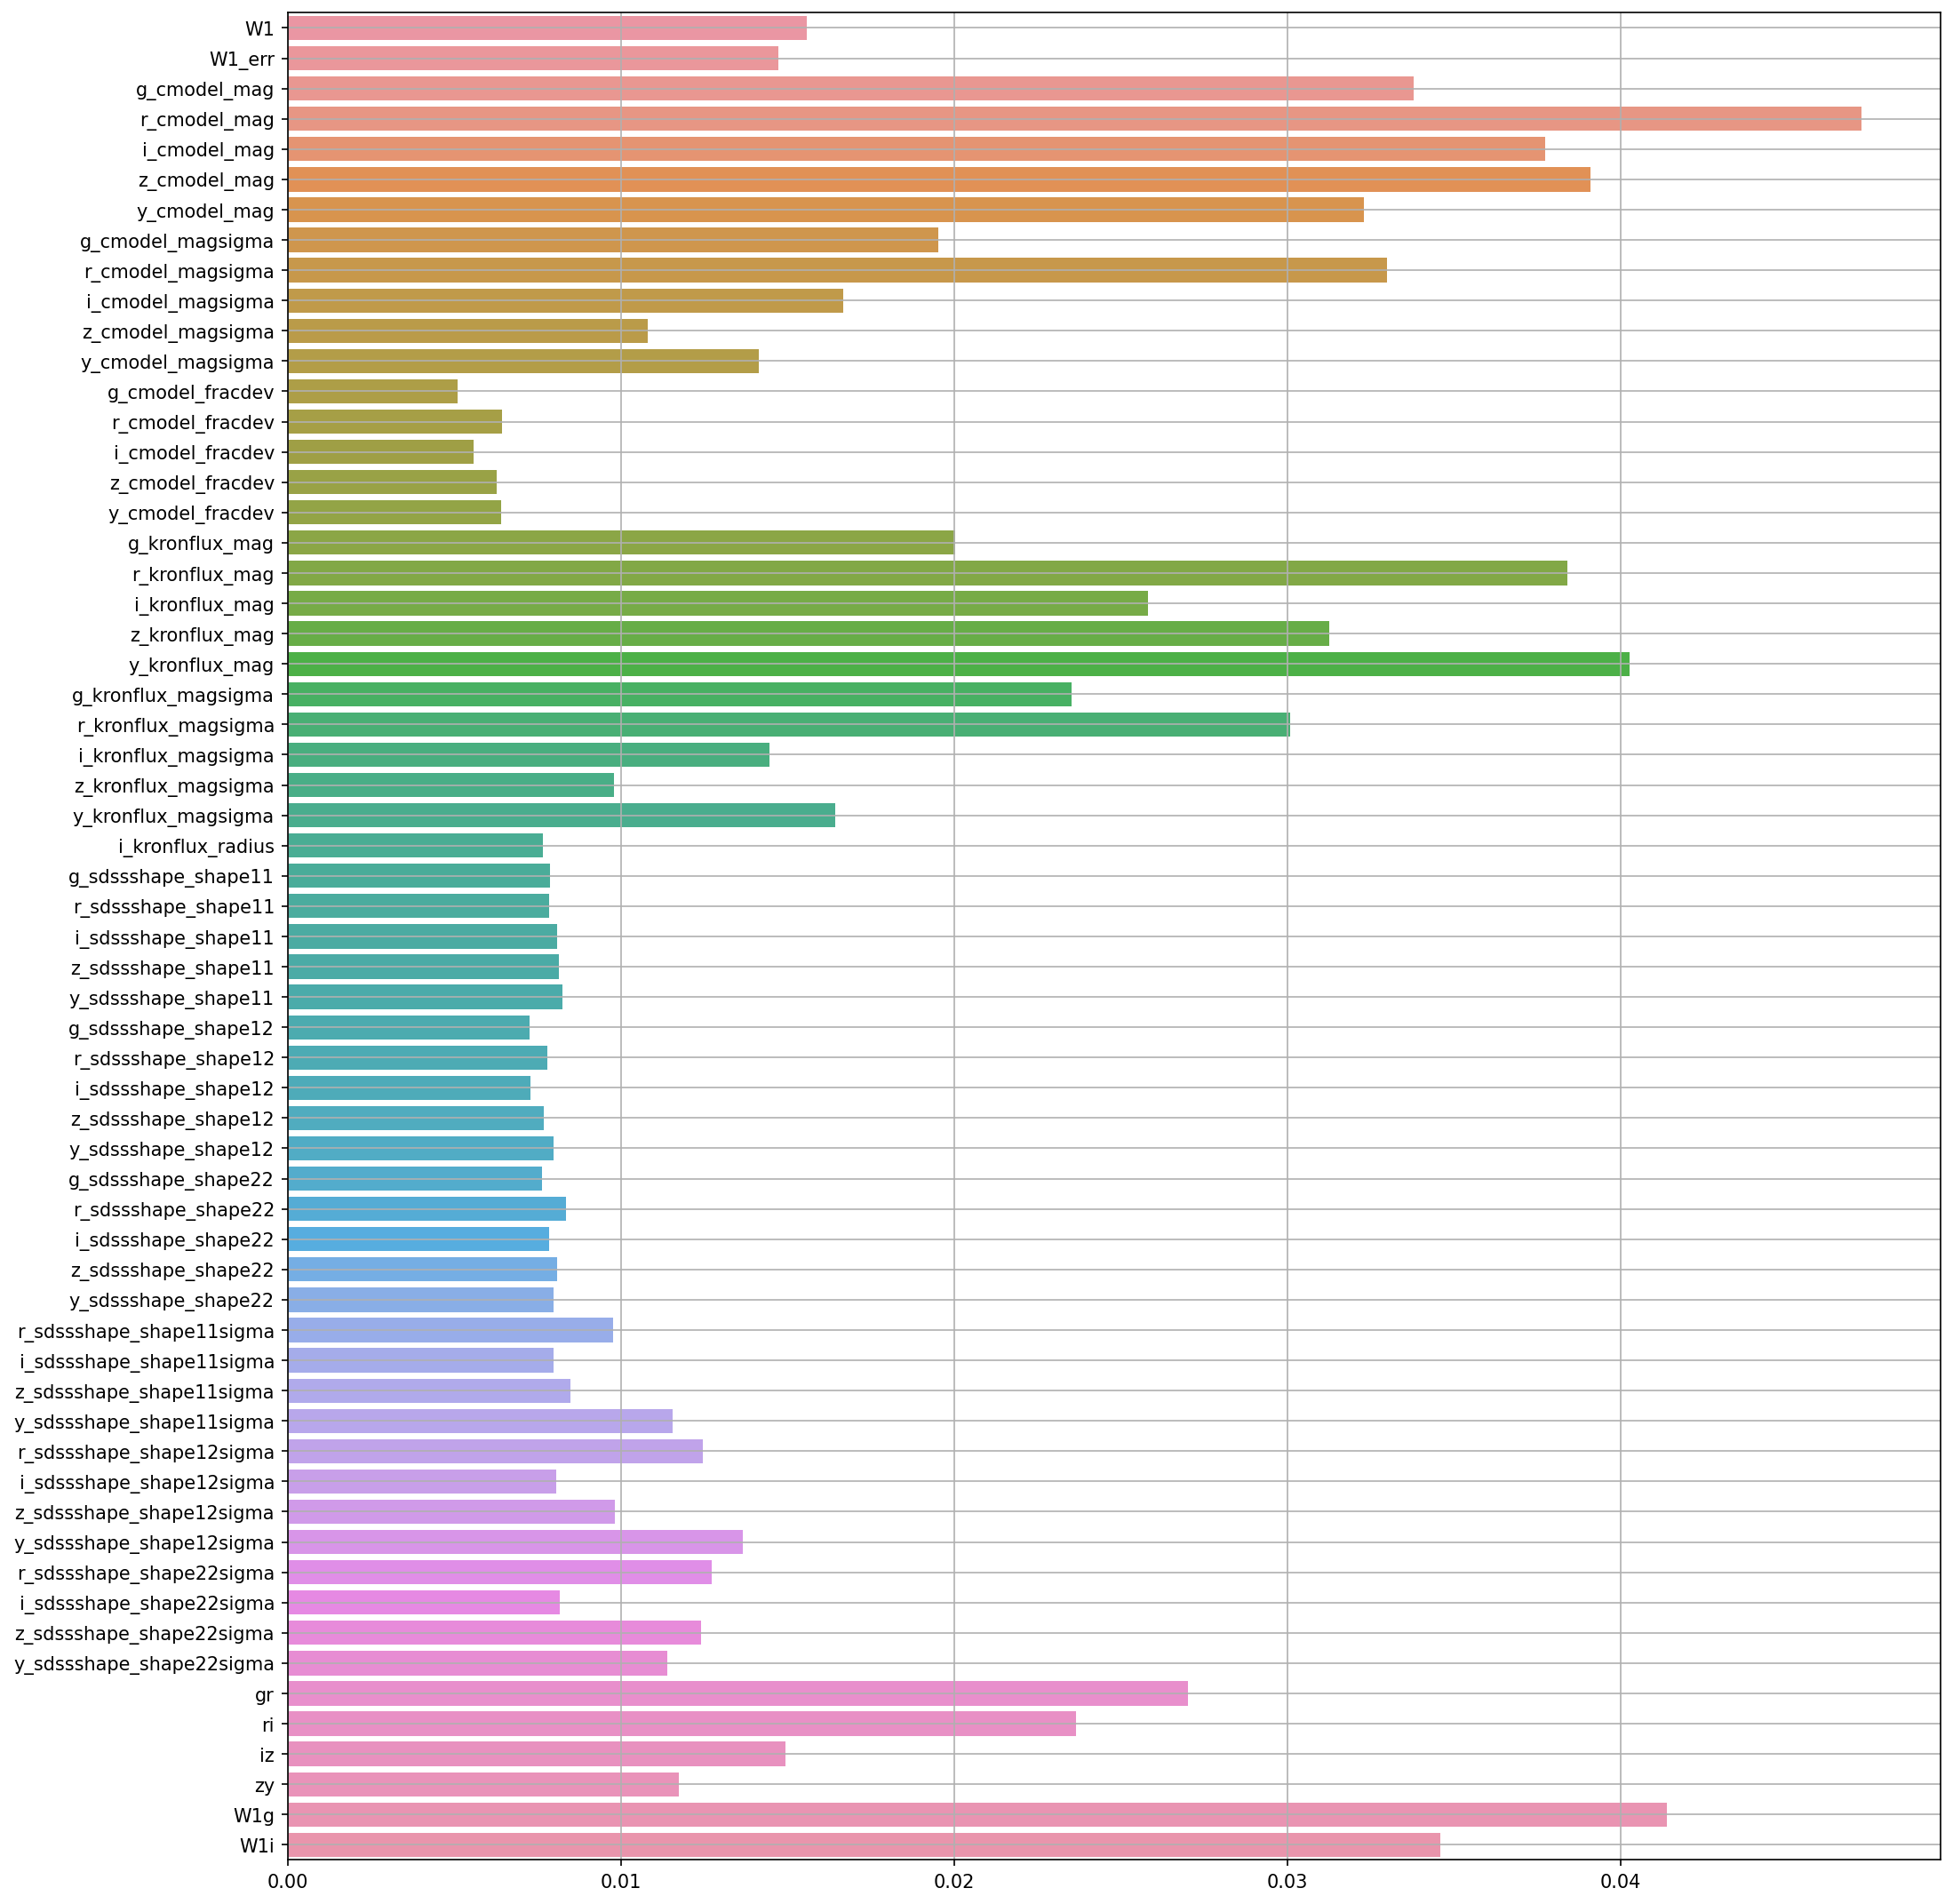 W1
W1_err
g_cmodel_mag
r_cmodel_mag
i_cmodel_mag
z_cmodel_mag
y_cmodel_mag
g_cmodel_magsigma
r_cmodel_magsigma
i_cmodel_magsigma
z_cmodel_magsigma
y_cmodel_magsigma
g_cmodel_fracdev
r_cmodel_fracdev
i_cmodel_fracdev
z_cmodel_fracdev
y_cmodel_fracdev
g_kronflux_mag
r_kronflux_mag
i_kronflux_mag
z_kronflux_mag
y_kronflux_mag
g_kronflux_magsigma
r_kronflux_magsigma
i_kronflux_magsigma
z_kronflux_magsigma
y_kronflux_magsigma
i_kronflux_radius
g_sdssshape_shape11
r_sdssshape_shape11
i_sdssshape_shape11
z_sdssshape_shape11
y_sdssshape_shape11
g_sdssshape_shape12
r_sdssshape_shape12
i_sdssshape_shape12
z_sdssshape_shape12
y_sdssshape_shape12
g_sdssshape_shape22
r_sdssshape_shape22
i_sdssshape_shape22
z_sdssshape_shape22
y_sdssshape_shape22
r_sdssshape_shape11sigma
i_sdssshape_shape11sigma
z_sdssshape_shape11sigma
y_sdssshape_shape11sigma
r_sdssshape_shape12sigma
i_sdssshape_shape12sigma
z_sdssshape_shape12sigma
y_sdssshape_shape12sigma
r_sdssshape_shape22sigma
i_sdssshape_shape22sigma
z_sdssshape_shape22sigma
y_sdssshape_shape22sigma
gr
ri
iz
zy
W1g
W1i
0.00 0.01 0.02 0.03 0.04